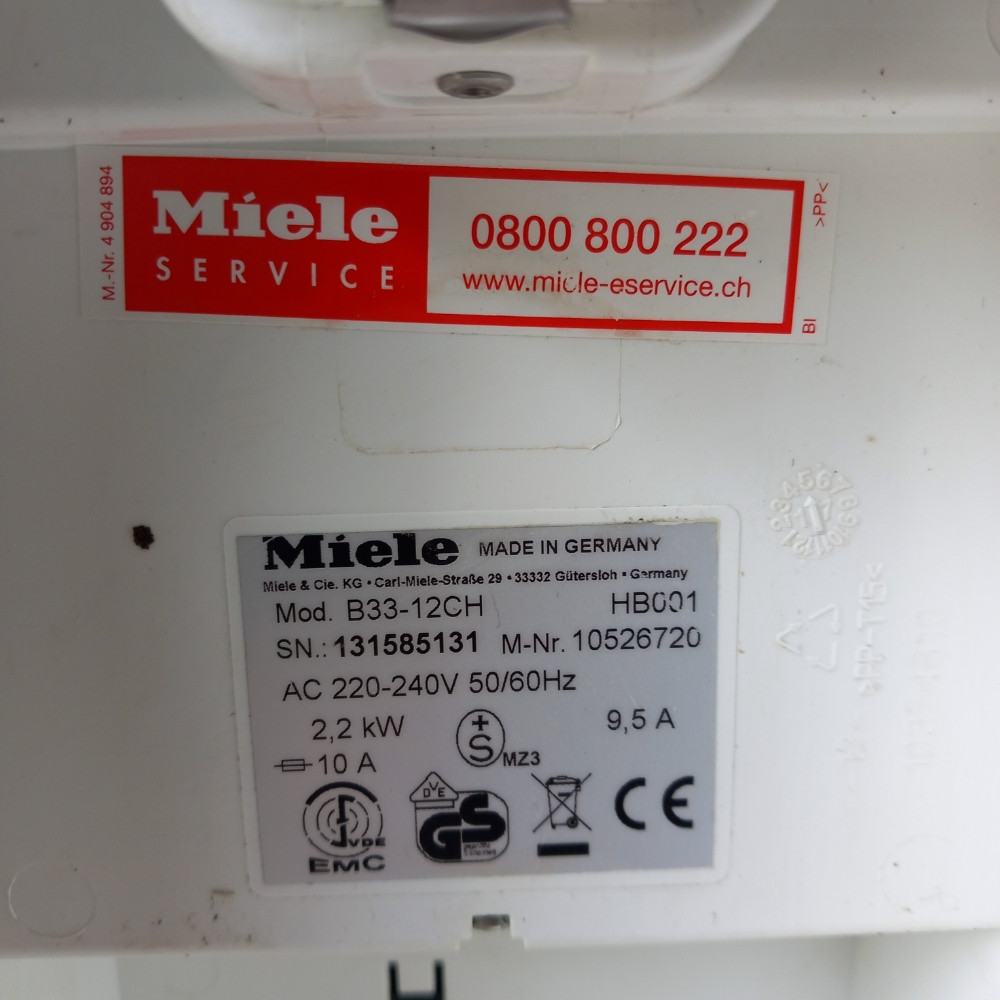 M.-Nr. 4 904 894
Miele
SERVICE
0800 800 222
www.miele-eservice.ch
>PP<
BI
Miele MADE IN GERMANY
Miele & Cie. KG • Carl-Miele-Straße 29 • 33332 Gütersloh • Germany
Mod. B33-12CH HB001
SN.: 131585131 M-Nr. 10526720
AC 220-240V 50/60Hz
2,2 kW 9,5 A
+
S MZ3
10 A
VDE
EMC
DVE
GS
CE